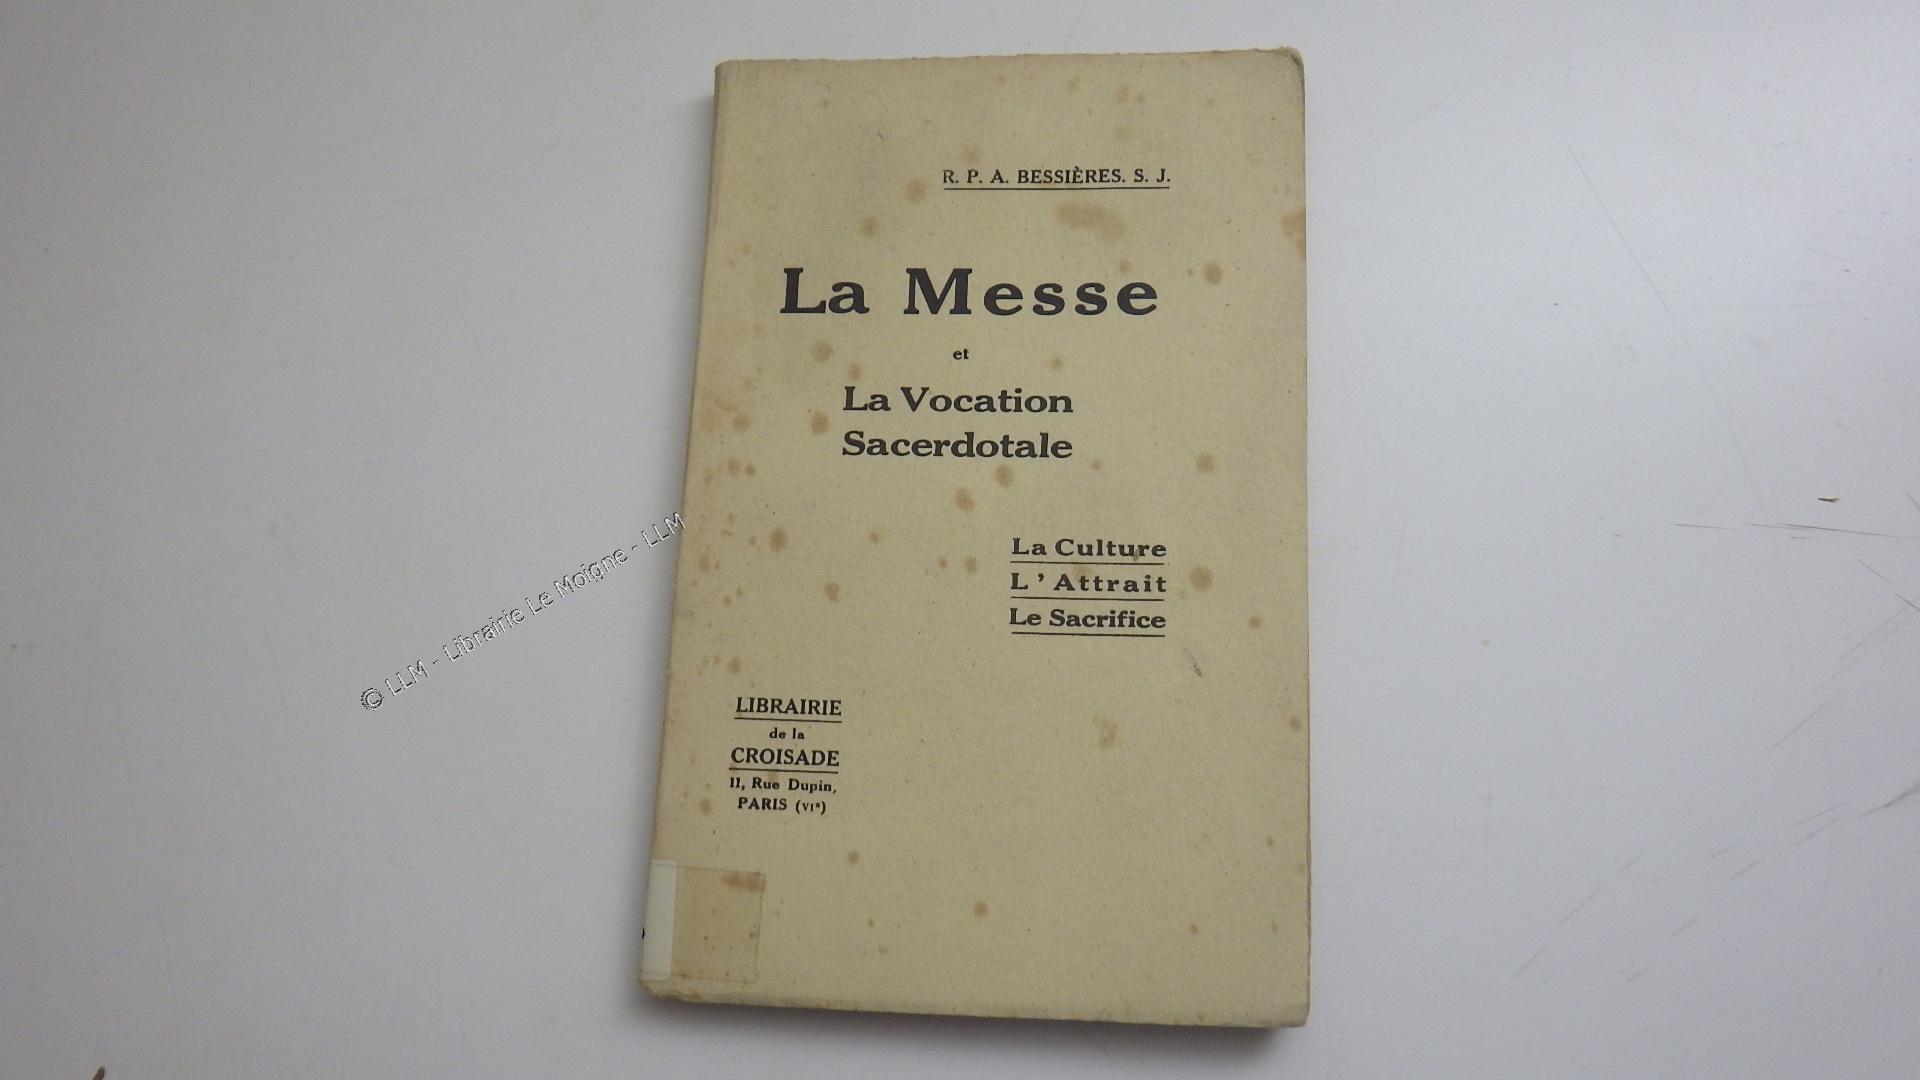 R. P. A. BESSIÈRES. S. J.
La Messe
et
La Vocation
Sacerdotale
La Culture
L'Attrait
Le Sacrifice
LIBRAIRIE
de la
CROISADE
11, Rue Dupin,
PARIS (VIe)
© LLM - Librairie Le Moigne - LLM